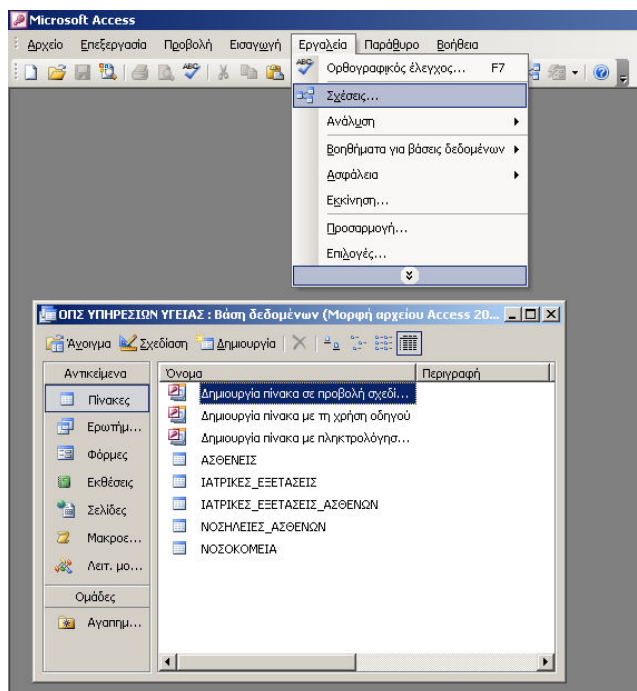 Microsoft Access
Αρχείο Επεξεργασία Προβολή Εισαγωγή Εργαλεία Παράθυρο Βοήθεια
Ορθογραφικός έλεγχος... F7
Σχέσεις...
Ανάλυση
Βοηθήματα για βάσεις δεδομένων
Ασφάλεια
Εκκίνηση...
Προσαρμογή...
Επιλογές...
ΟΠΣ ΥΠΗΡΕΣΙΩΝ ΥΓΕΙΑΣ : Βάση δεδομένων (Μορφή αρχείου Access 20...
Άνοιγμα Σχεδίαση Δημιουργία
Αντικείμενα Όνομα Περιγραφή
Πίνακες Δημιουργία πίνακα σε προβολή σχεδί...
Ερωτήμ... Δημιουργία πίνακα με τη χρήση οδηγού
Φόρμες Δημιουργία πίνακα με πληκτρολόγησ...
Εκθέσεις ΑΣΘΕΝΕΙΣ
Σελίδες ΙΑΤΡΙΚΕΣ_ΕΞΕΤΑΣΕΙΣ
Μακροε... ΙΑΤΡΙΚΕΣ_ΕΞΕΤΑΣΕΙΣ_ΑΣΘΕΝΩΝ
Λειτ. μο... ΝΟΣΗΛΕΙΕΣ_ΑΣΘΕΝΩΝ
Ομάδες ΝΟΣΟΚΟΜΕΙΑ
Αγαπημ...